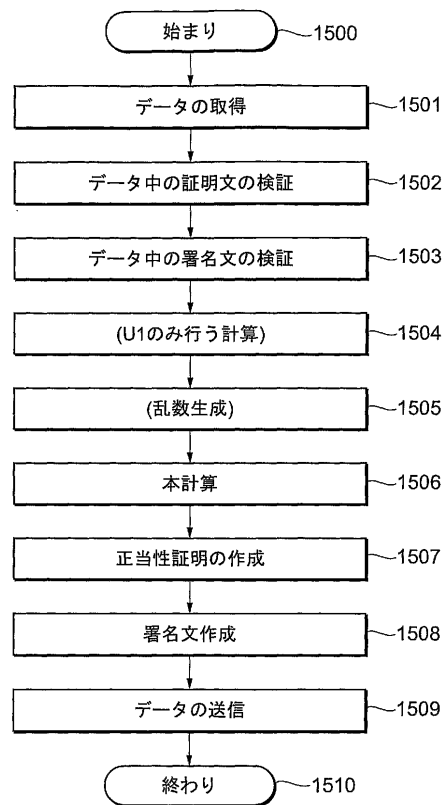 始まり 1500
データの取得 1501
データ中の証明文の検証 1502
データ中の署名文の検証 1503
(U1のみ行う計算) 1504
(乱数生成) 1505
本計算 1506
正当性証明の作成 1507
署名文作成 1508
データの送信 1509
終わり 1510